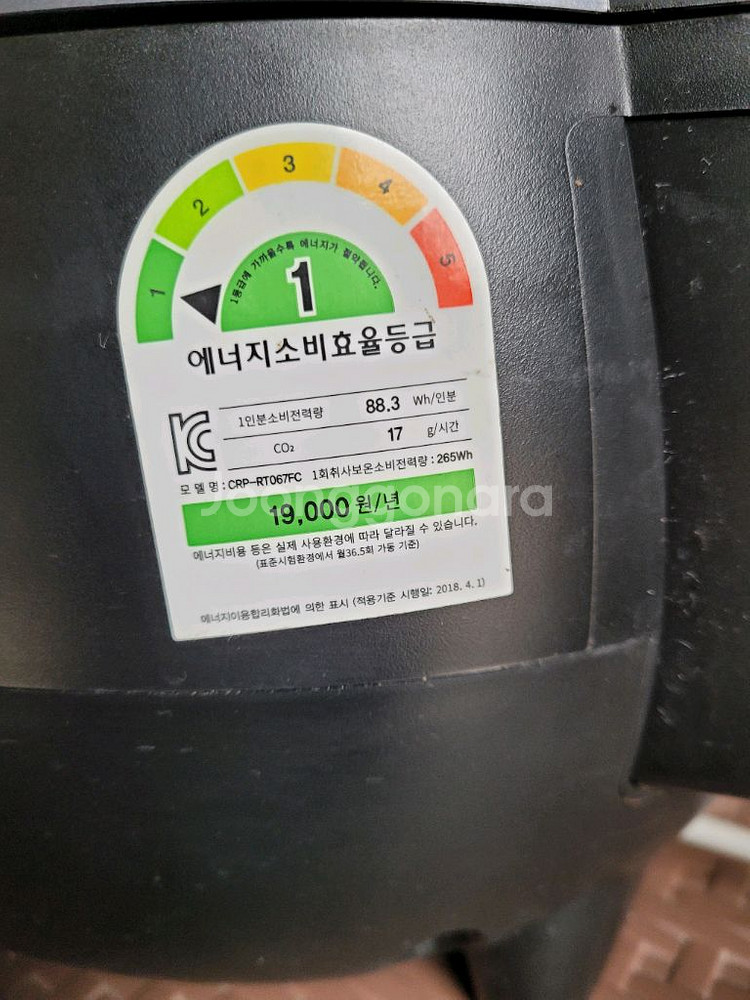 1 2 3 4 5
1등급에 가까울수록 에너지가 절약됩니다.
1
에너지소비효율등급
1인분소비전력량 88.3 Wh/인분
CO₂ 17 g/시간
모 델 명 : CRP-RT067FC 1회취사보온소비전력량 : 265Wh
19,000 원/년
Joonggonara
에너지비용 등은 실제 사용환경에 따라 달라질 수 있습니다.
(표준시험환경에서 월36.5회 가동 기준)
에너지이용합리화법에 의한 표시 (적용기준 시행일: 2018. 4. 1)